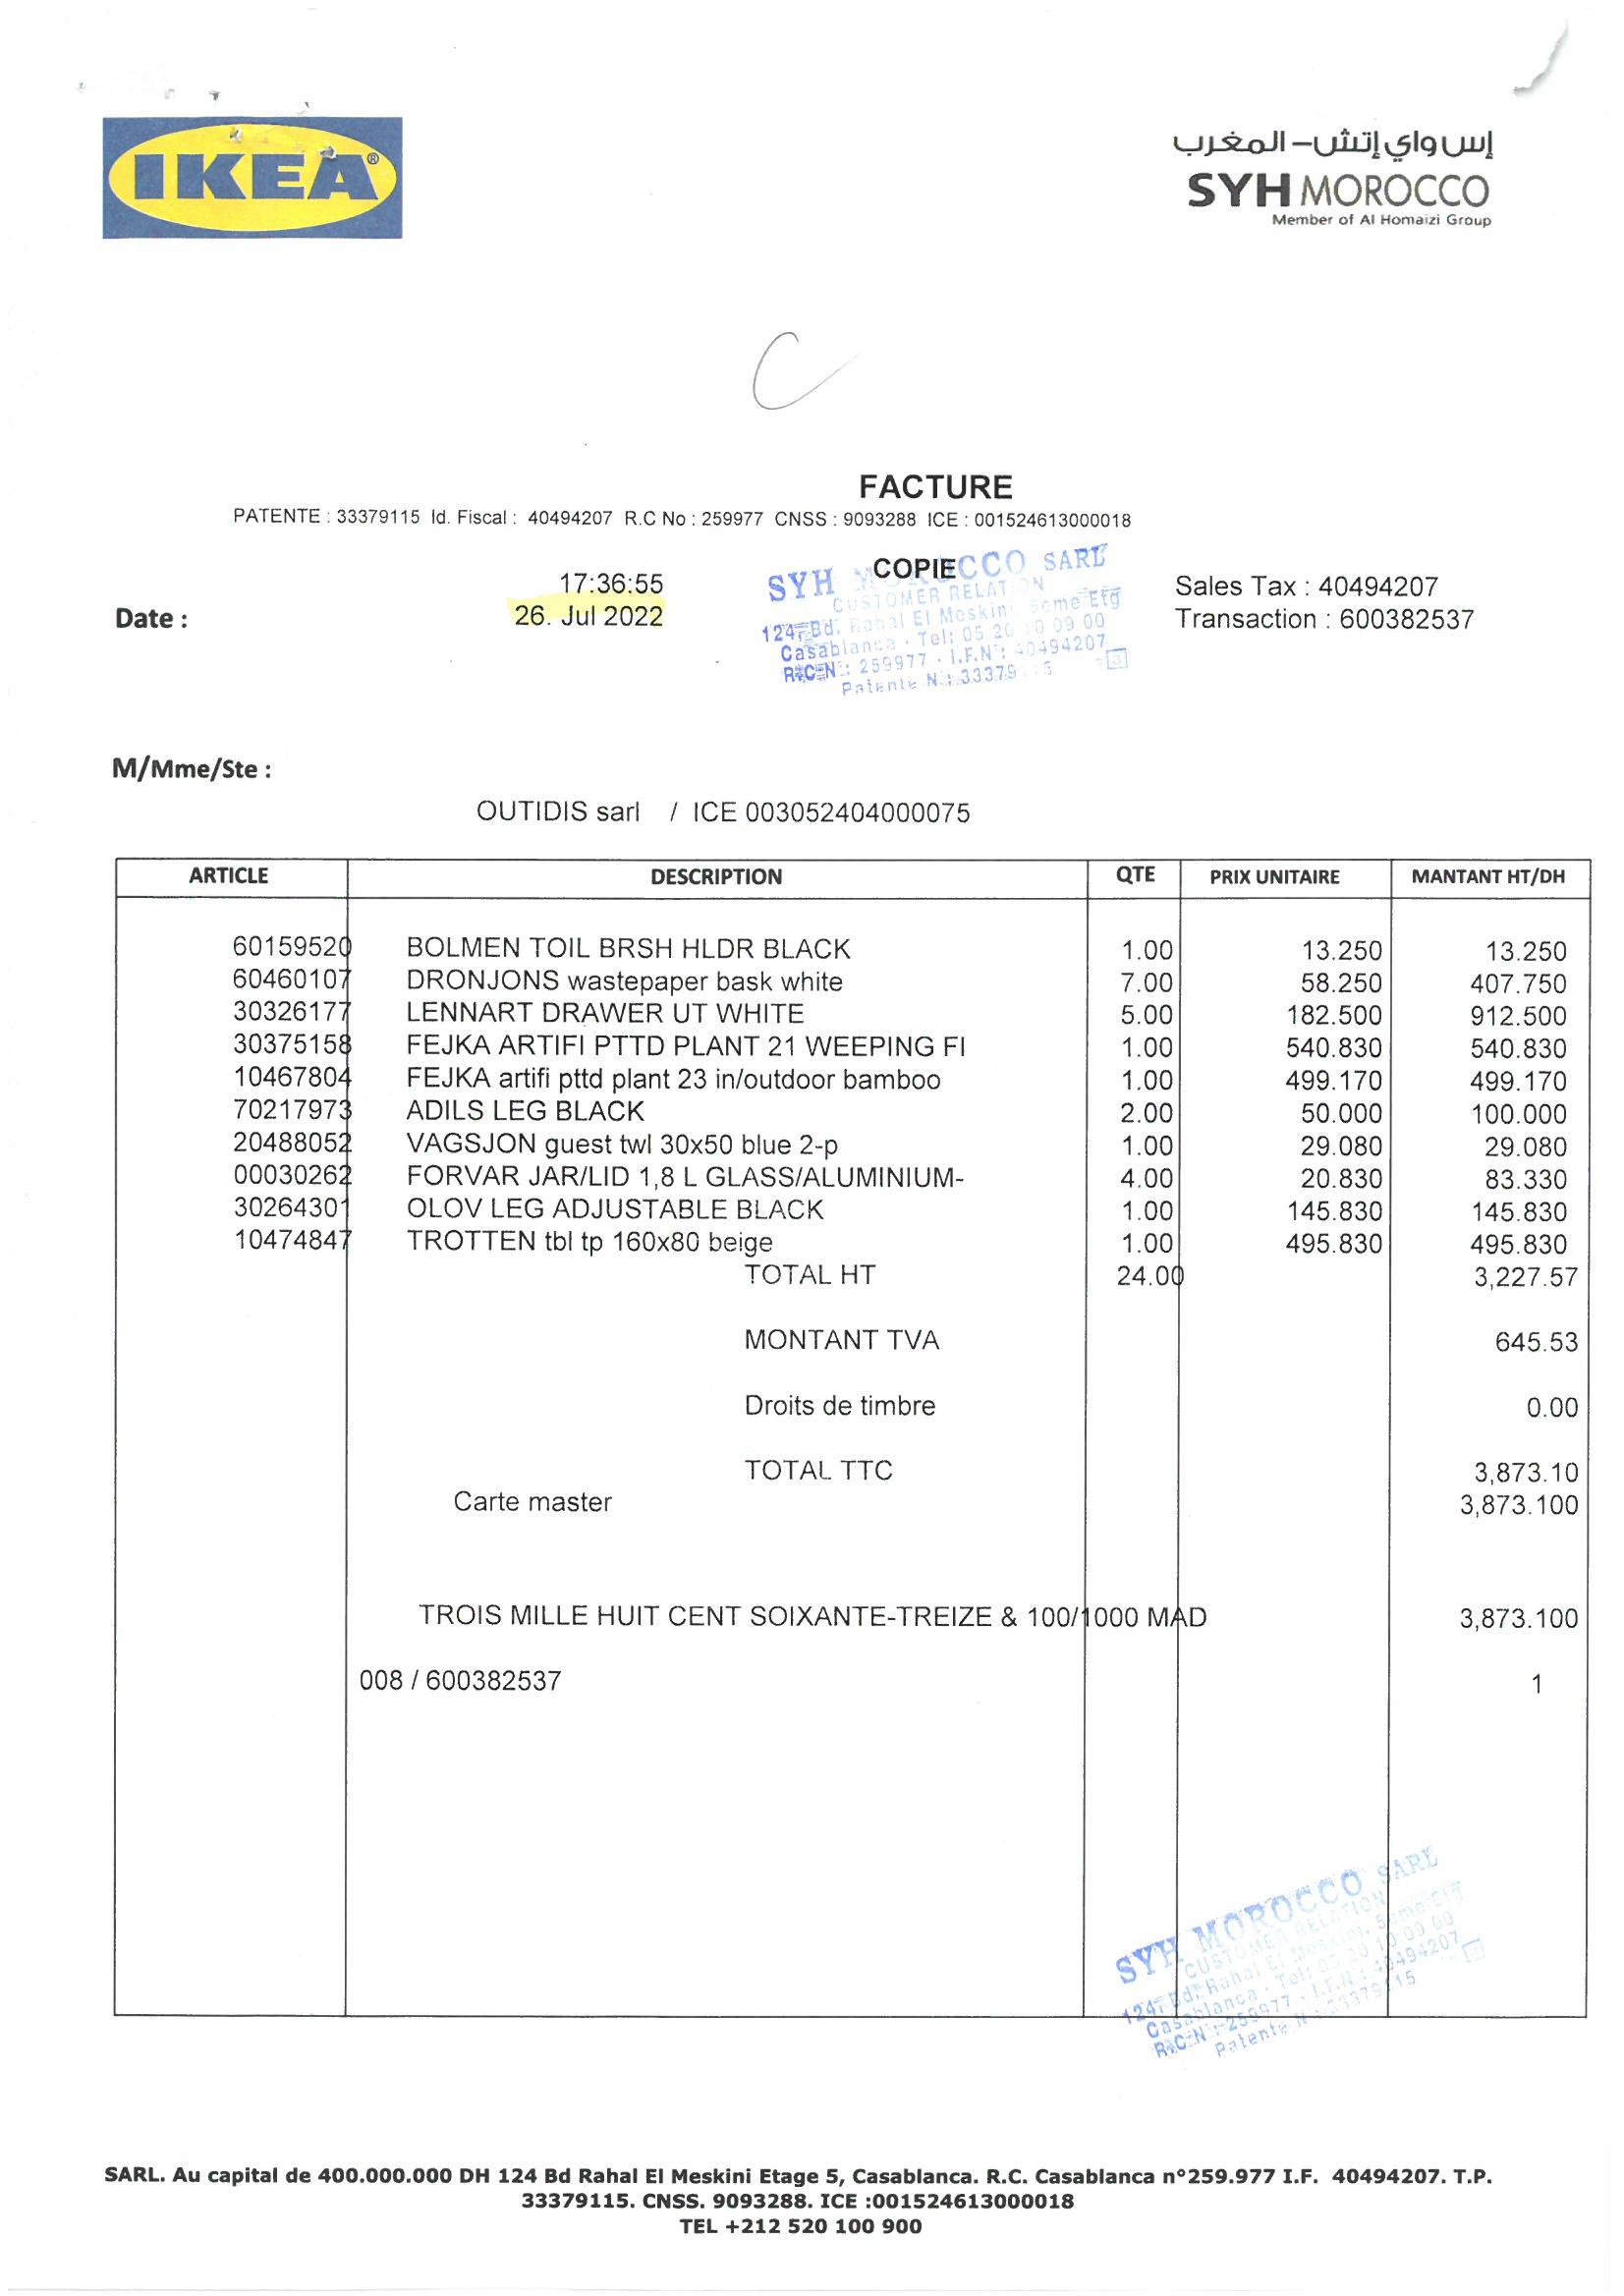 IKEA®
إس واي إتش – المغرب
SYH MOROCCO
Member of Al Homaizi Group
FACTURE
PATENTE : 33379115 Id. Fiscal : 40494207 R.C No : 259977 CNSS : 9093288 ICE : 001524613000018
COPIE
SYH MOROCCO SARL
CUSTOMER RELATION
124, Bd. Rahal El Meskini, 5eme Etg
Casablanca - Tel: 05 20 10 09 00
R.C.N°: 259977 - I.F.N°: 40494207
Patente N°: 33379115
17:36:55
Date : 26. Jul 2022
Sales Tax : 40494207
Transaction : 600382537
M/Mme/Ste :
OUTIDIS sarl / ICE 003052404000075
ARTICLE DESCRIPTION QTE PRIX UNITAIRE MANTANT HT/DH
60159520 BOLMEN TOIL BRSH HLDR BLACK 1.00 13.250 13.250
60460107 DRONJONS wastepaper bask white 7.00 58.250 407.750
30326177 LENNART DRAWER UT WHITE 5.00 182.500 912.500
30375158 FEJKA ARTIFI PTTD PLANT 21 WEEPING FI 1.00 540.830 540.830
10467804 FEJKA artifi pttd plant 23 in/outdoor bamboo 1.00 499.170 499.170
70217973 ADILS LEG BLACK 2.00 50.000 100.000
20488052 VAGSJON guest twl 30x50 blue 2-p 1.00 29.080 29.080
00030262 FORVAR JAR/LID 1,8 L GLASS/ALUMINIUM- 4.00 20.830 83.330
30264301 OLOV LEG ADJUSTABLE BLACK 1.00 145.830 145.830
10474847 TROTTEN tbl tp 160x80 beige 1.00 495.830 495.830
TOTAL HT 24.00 3,227.57
MONTANT TVA 645.53
Droits de timbre 0.00
TOTAL TTC 3,873.10
Carte master 3,873.100
TROIS MILLE HUIT CENT SOIXANTE-TREIZE & 100/1000 MAD 3,873.100
008 / 600382537 1
SYH MOROCCO SARL
CUSTOMER RELATION
124, Bd. Rahal El Meskini, 5eme Etg
Casablanca - Tel: 05 20 10 09 00
R.C.N°: 259977 - I.F.N°: 40494207
Patente N°: 33379115
SARL. Au capital de 400.000.000 DH 124 Bd Rahal El Meskini Etage 5, Casablanca. R.C. Casablanca n°259.977 I.F. 40494207. T.P.
33379115. CNSS. 9093288. ICE :001524613000018
TEL +212 520 100 900